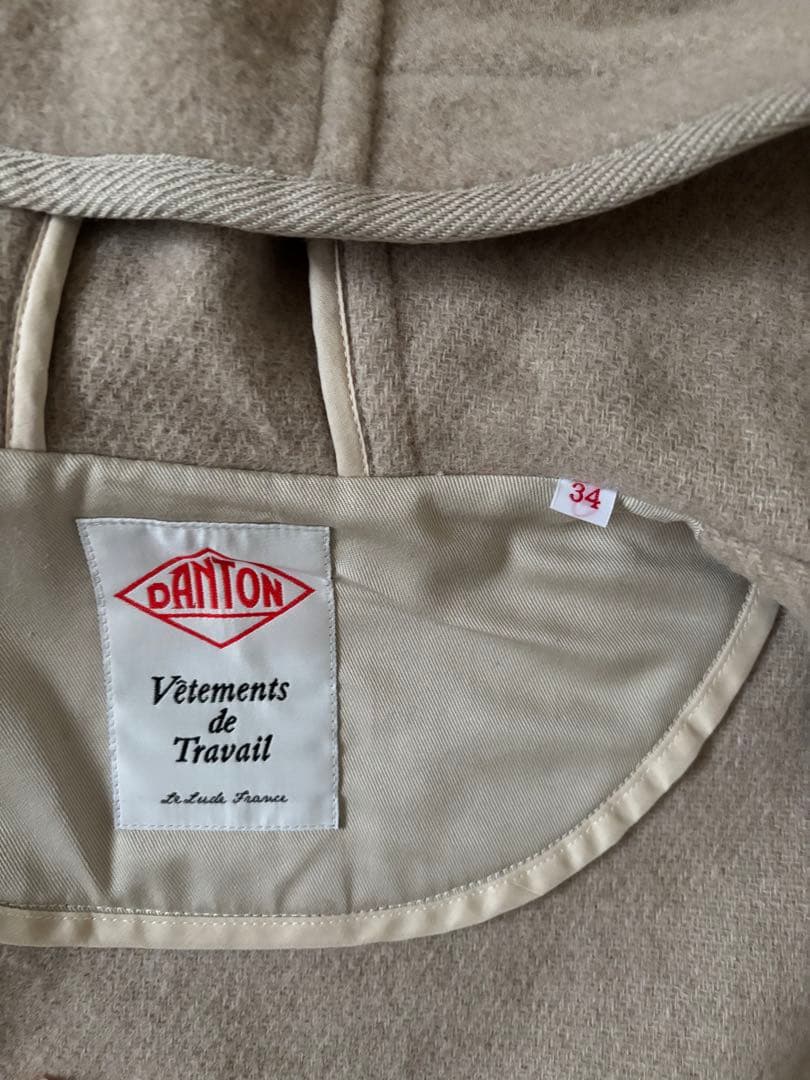 34
DANTON
Vêtements
de
Travail
Le Lude France